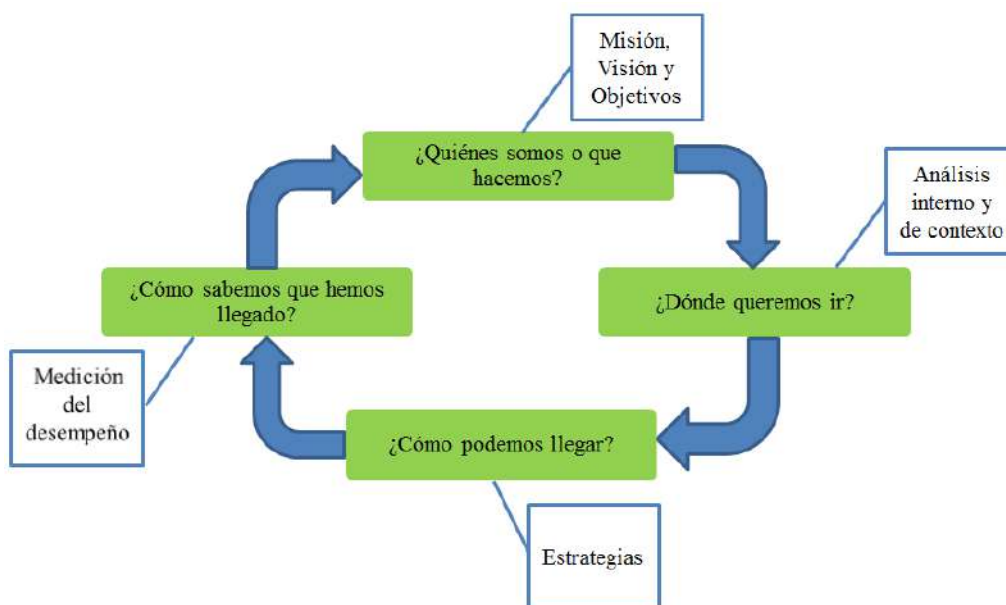 Misión,
Visión y
Objetivos
¿Quiénes somos o que
hacemos?
Análisis
interno y
de contexto
¿Dónde queremos ir?
¿Cómo sabemos que hemos
llegado?
Medición
del
desempeño
¿Cómo podemos llegar?
Estrategias